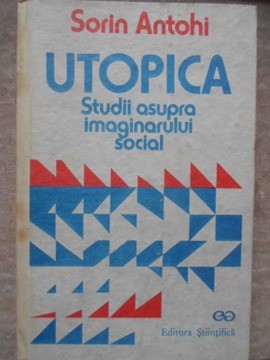 Sorin Antohi
UTOPICA
Studii asupra
imaginarului
social
Editura Științifică